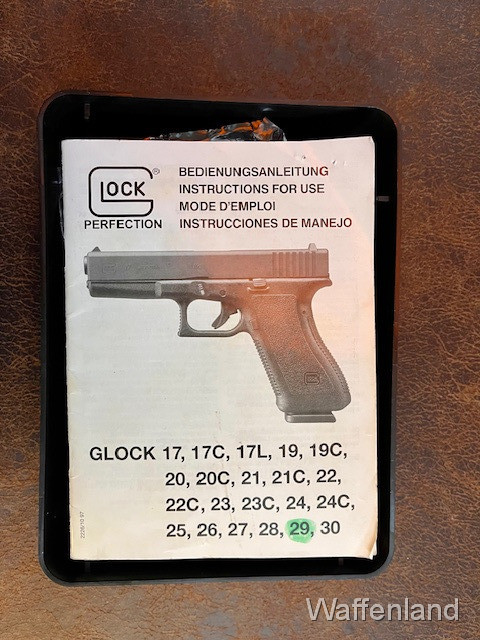 GLOCK
®
PERFECTION
BEDIENUNGSANLEITUNG
INSTRUCTIONS FOR USE
MODE D'EMPLOI
INSTRUCCIONES DE MANEJO
GLOCK 17, 17C, 17L, 19, 19C,
20, 20C, 21, 21C, 22,
22C, 23, 23C, 24, 24C,
25, 26, 27, 28, 29, 30
Waffenland